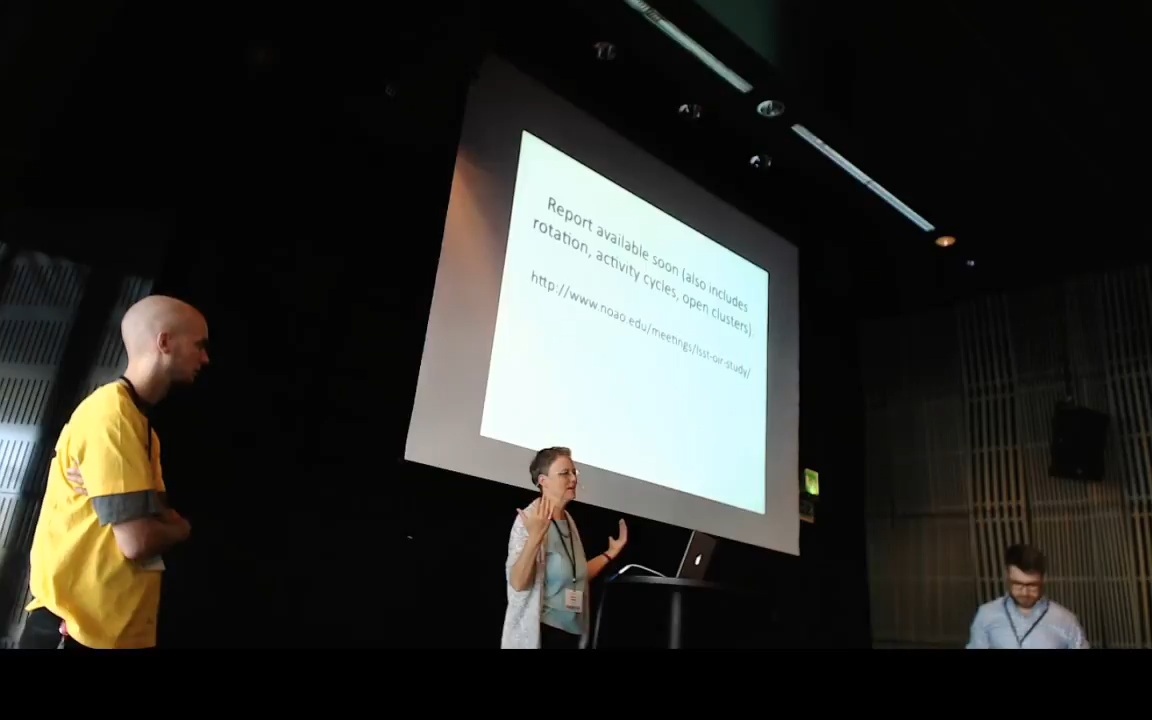 Report available soon (also includes
rotation, activity cycles, open clusters).
http://www.noao.edu/meetings/lsst-oir-study/